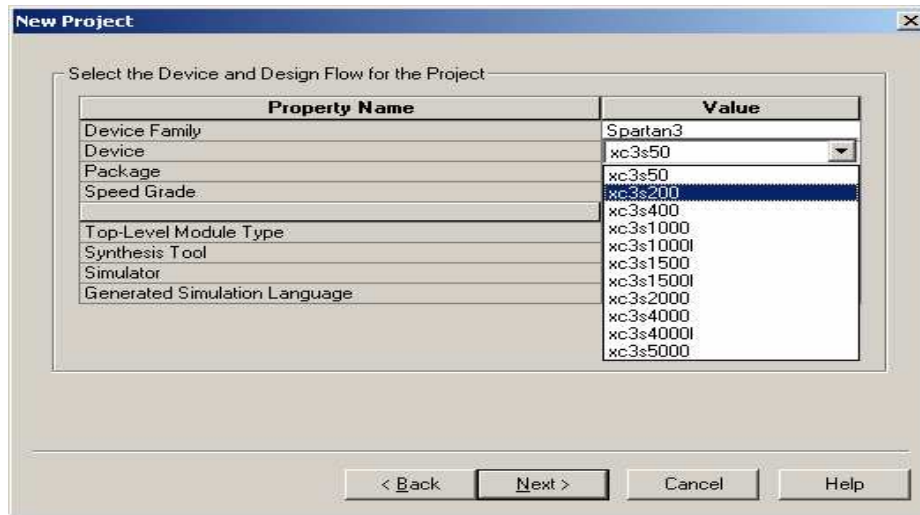 New Project
Select the Device and Design Flow for the Project
Property Name Value
Device Family Spartan3
Device xc3s50
Package xc3s50
Speed Grade xc3s200
xc3s400
Top-Level Module Type xc3s1000
Synthesis Tool xc3s1000l
Simulator xc3s1500
Generated Simulation Language xc3s1500l
xc3s2000
xc3s4000
xc3s4000l
xc3s5000
< Back Next > Cancel Help